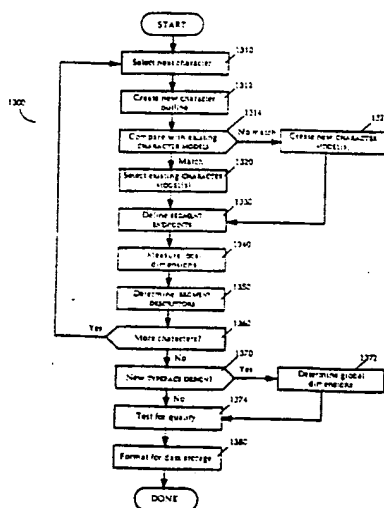 START
1310
Select next character
1312
Create new character
outline
1300
1314
Compare with existing
CHARACTER MODELS
No match
Create new CHARACTER
MODEL(S)
Match
1320
Select existing CHARACTER
MODEL(S)
1330
Define SEGMENT
ENDPOINTS
1340
Measure local
dimensions
1350
Determine SEGMENT
DESCRIPTIONS
1360
Yes
More characters?
No
1370
New TYPEFACE DESIGN?
Yes
1372
Determine global
dimensions
No
1374
Test for quality
1380
Format for data storage
DONE